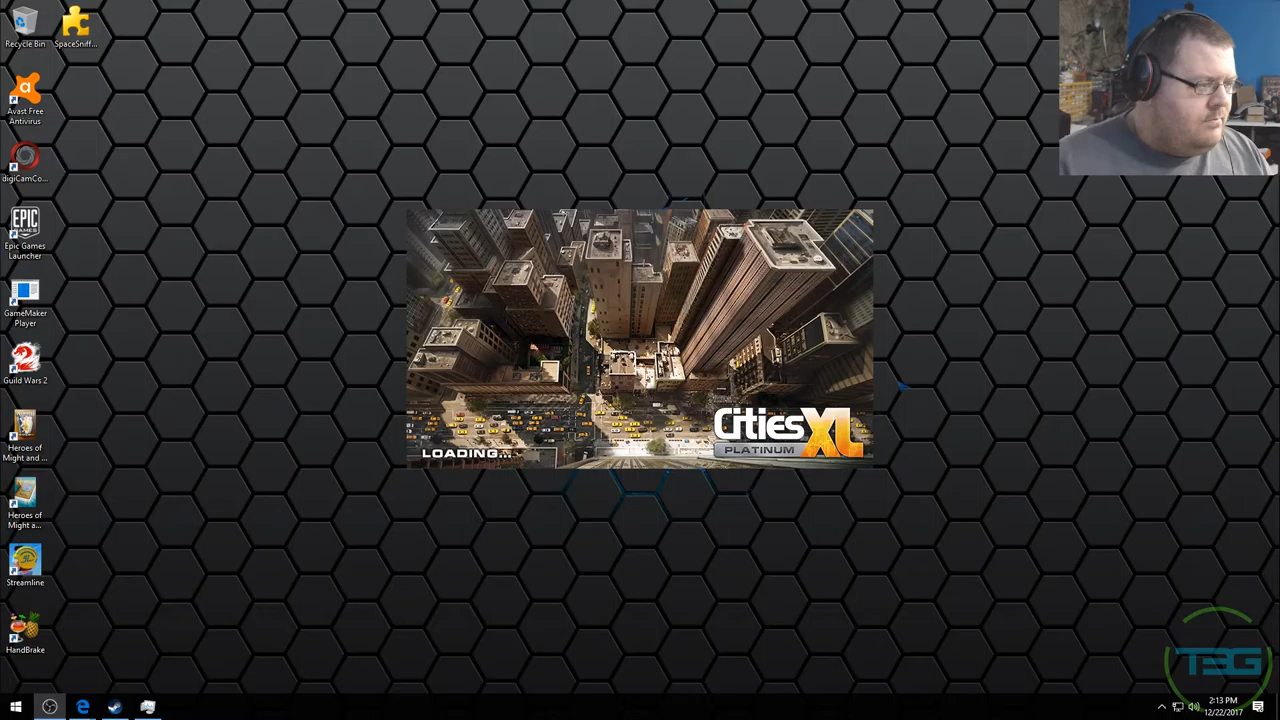 Recycle Bin
SpaceSniff...
Avast Free
Antivirus
digiCamCo...
EPIC
GAMES
Epic Games
Launcher
GameMaker
Player
Guild Wars 2
Heroes of
Might and ...
Heroes of
Might a...
Streamline
HandBrake
LOADING...
Cities XL
PLATINUM
TBG
2:13 PM
12/22/2017